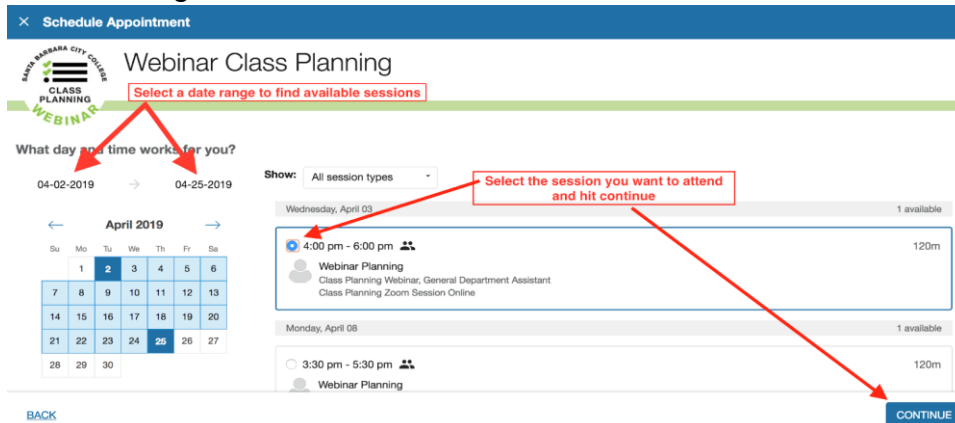 × Schedule Appointment
SANTA BARBARA CITY COLLEGE
CLASS
PLANNING
WEBINAR
Webinar Class Planning
Select a date range to find available sessions
What day and time works for you?
04-02-2019 → 04-25-2019
Show: All session types
Select the session you want to attend
and hit continue
← April 2019 →
Su Mo Tu We Th Fr Sa
1 2 3 4 5 6
7 8 9 10 11 12 13
14 15 16 17 18 19 20
21 22 23 24 25 26 27
28 29 30
Wednesday, April 03 1 available
4:00 pm - 6:00 pm 120m
Webinar Planning
Class Planning Webinar, General Department Assistant
Class Planning Zoom Session Online
Monday, April 08 1 available
3:30 pm - 5:30 pm 120m
Webinar Planning
BACK
CONTINUE